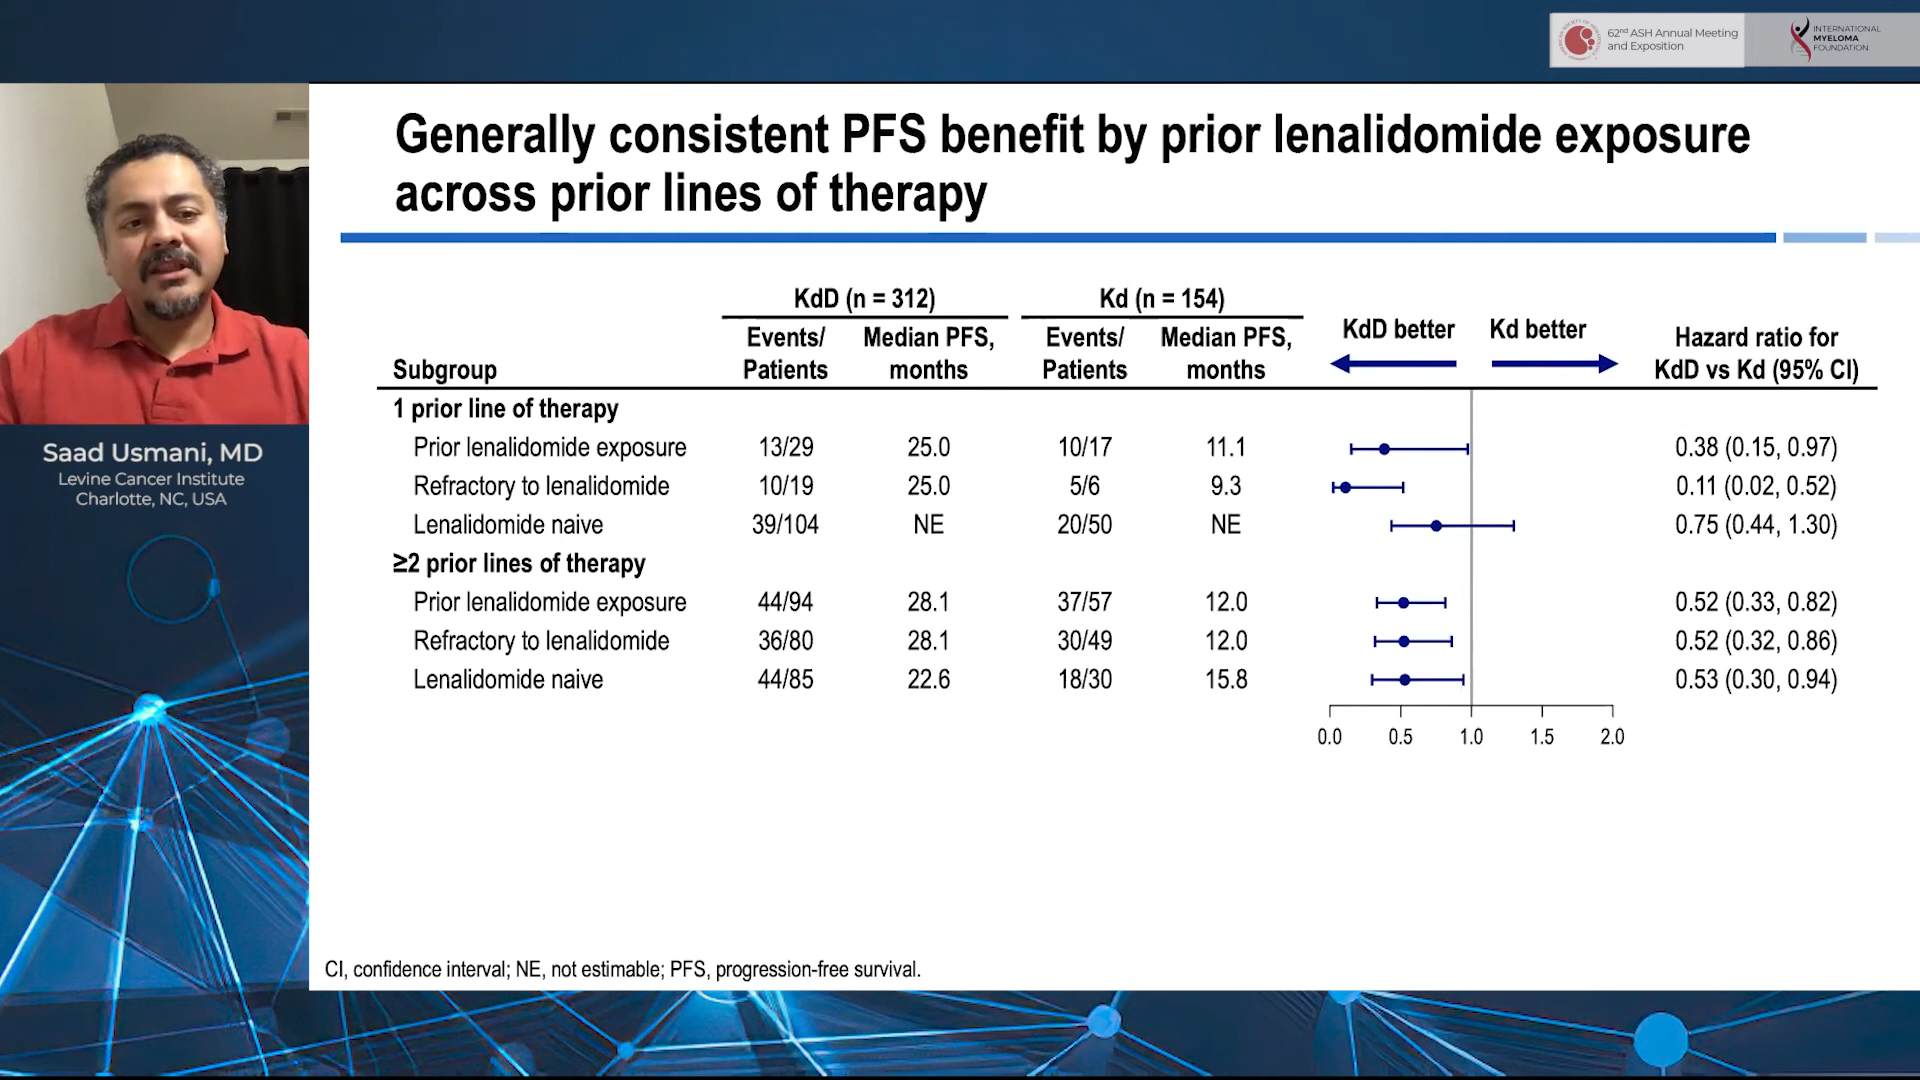 62nd ASH Annual Meeting
and Exposition
INTERNATIONAL
MYELOMA
FOUNDATION
Generally consistent PFS benefit by prior lenalidomide exposure
across prior lines of therapy
Saad Usmani, MD
Levine Cancer Institute
Charlotte, NC, USA
KdD (n = 312) Kd (n = 154)
KdD better Kd better
Events/ Median PFS, Events/ Median PFS, Hazard ratio for
Subgroup Patients months Patients months KdD vs Kd (95% CI)
1 prior line of therapy
Prior lenalidomide exposure 13/29 25.0 10/17 11.1 0.38 (0.15, 0.97)
Refractory to lenalidomide 10/19 25.0 5/6 9.3 0.11 (0.02, 0.52)
Lenalidomide naive 39/104 NE 20/50 NE 0.75 (0.44, 1.30)
≥2 prior lines of therapy
Prior lenalidomide exposure 44/94 28.1 37/57 12.0 0.52 (0.33, 0.82)
Refractory to lenalidomide 36/80 28.1 30/49 12.0 0.52 (0.32, 0.86)
Lenalidomide naive 44/85 22.6 18/30 15.8 0.53 (0.30, 0.94)
0.0 0.5 1.0 1.5 2.0
CI, confidence interval; NE, not estimable; PFS, progression-free survival.